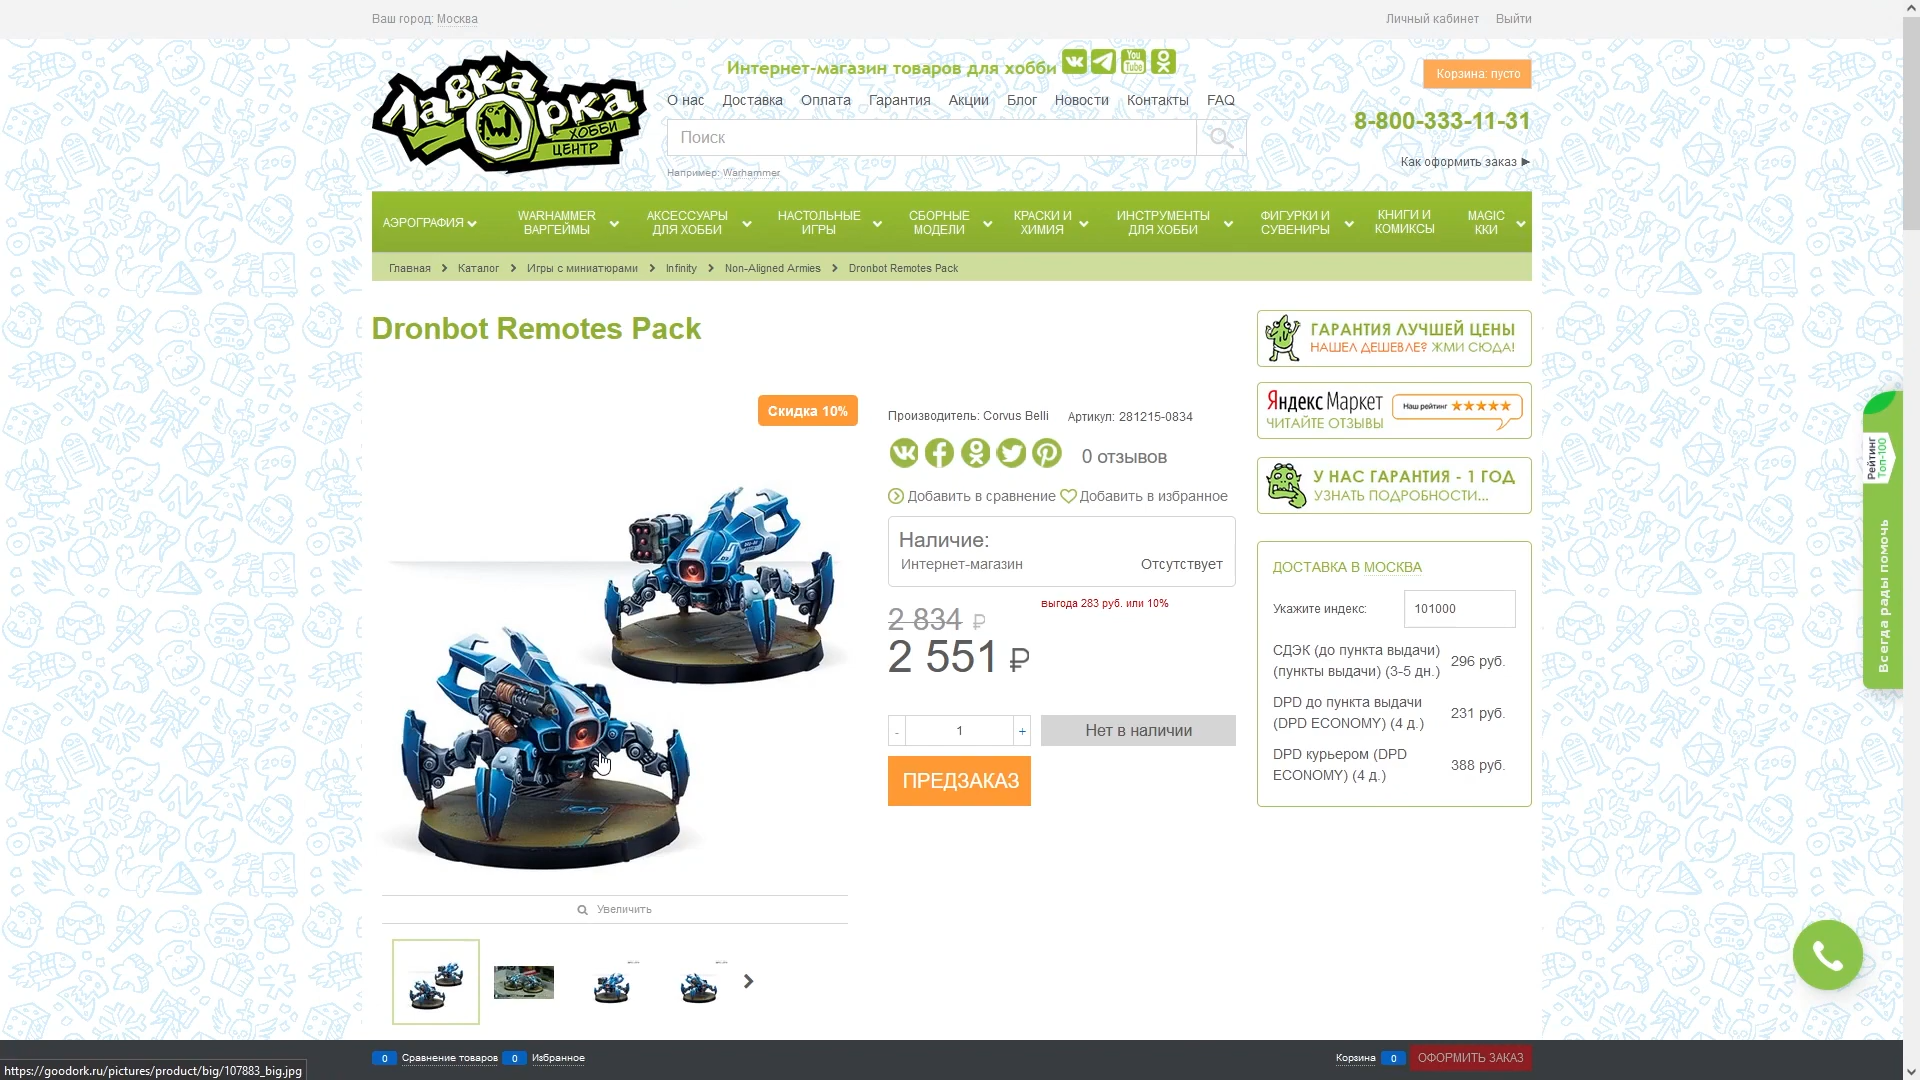 Ваш город: Москва
Личный кабинет Выйти
Лавка Орка
ХОББИ
ЦЕНТР
Интернет-магазин товаров для хобби
You
Tube
Корзина: пусто
О нас Доставка Оплата Гарантия Акции Блог Новости Контакты FAQ
8-800-333-11-31
Поиск
Как оформить заказ ►
Например: Warhammer
АЭРОГРАФИЯ
WARHAMMER
ВАРГЕЙМЫ
АКСЕССУАРЫ
ДЛЯ ХОББИ
НАСТОЛЬНЫЕ
ИГРЫ
СБОРНЫЕ
МОДЕЛИ
КРАСКИ И
ХИМИЯ
ИНСТРУМЕНТЫ
ДЛЯ ХОББИ
ФИГУРКИ И
СУВЕНИРЫ
КНИГИ И
КОМИКСЫ
MAGIC
ККИ
Главная Каталог Игры с миниатюрами Infinity Non-Aligned Armies Dronbot Remotes Pack
Dronbot Remotes Pack
Скидка 10%
Производитель: Corvus Belli Артикул: 281215-0834
0 отзывов
Добавить в сравнение Добавить в избранное
Наличие:
Интернет-магазин Отсутствует
выгода 283 руб. или 10%
2 834 ₽
2 551 ₽
- 1 + Нет в наличии
ПРЕДЗАКАЗ
Увеличить
ГАРАНТИЯ ЛУЧШЕЙ ЦЕНЫ
НАШЕЛ ДЕШЕВЛЕ? ЖМИ СЮДА!
Яндекс Маркет
Наш рейтинг ★★★★★
ЧИТАЙТЕ ОТЗЫВЫ
У НАС ГАРАНТИЯ - 1 ГОД
УЗНАТЬ ПОДРОБНОСТИ...
ДОСТАВКА В МОСКВА
Укажите индекс: 101000
СДЭК (до пункта выдачи)
(пункты выдачи) (3-5 дн.) 296 руб.
DPD до пункта выдачи
(DPD ECONOMY) (4 д.) 231 руб.
DPD курьером (DPD
ECONOMY) (4 д.) 388 руб.
Рейтинг
Топ-100
Всегда рады помочь
0 Сравнение товаров 0 Избранное
Корзина 0 ОФОРМИТЬ ЗАКАЗ
https://goodork.ru/pictures/product/big/107883_big.jpg